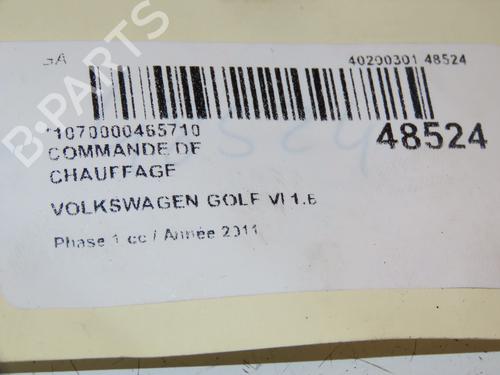 GA 40200301 48524
*1070000465710 48524
COMMANDE DE
CHAUFFAGE
VOLKSWAGEN GOLF VI 1.6
Phase 1 cc / Année 2011
B-PARTS